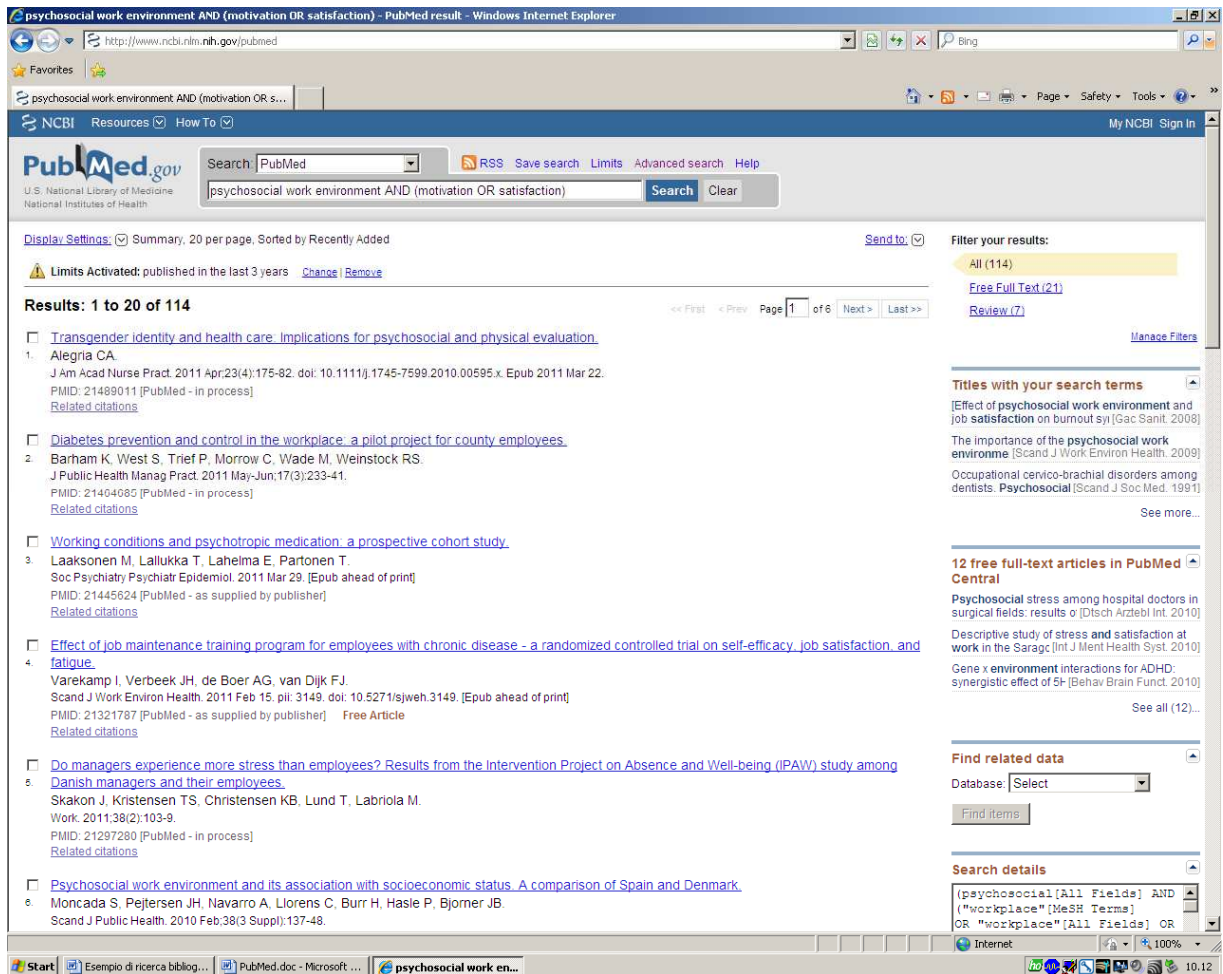 psychosocial work environment AND (motivation OR satisfaction) - PubMed result - Windows Internet Explorer
http://www.ncbi.nlm.nih.gov/pubmed
Bing
Favorites
psychosocial work environment AND (motivation OR s...
Page Safety Tools
NCBI Resources How To
My NCBI Sign In
PubMed.gov
U.S. National Library of Medicine
National Institutes of Health
Search: PubMed
RSS Save search Limits Advanced search Help
psychosocial work environment AND (motivation OR satisfaction)
Search Clear
Display Settings: Summary, 20 per page, Sorted by Recently Added
Send to:
Limits Activated: published in the last 3 years Change | Remove
Results: 1 to 20 of 114
<< First < Prev Page 1 of 6 Next > Last >>
Transgender identity and health care: Implications for psychosocial and physical evaluation.
1. Alegria CA.
J Am Acad Nurse Pract. 2011 Apr;23(4):175-82. doi: 10.1111/j.1745-7599.2010.00595.x. Epub 2011 Mar 22.
PMID: 21489011 [PubMed - in process]
Related citations
Diabetes prevention and control in the workplace: a pilot project for county employees.
2. Barham K, West S, Trief P, Morrow C, Wade M, Weinstock RS.
J Public Health Manag Pract. 2011 May-Jun;17(3):233-41.
PMID: 21464685 [PubMed - in process]
Related citations
Working conditions and psychotropic medication: a prospective cohort study.
3. Laaksonen M, Lallukka T, Lahelma E, Partonen T.
Soc Psychiatry Psychiatr Epidemiol. 2011 Mar 29. [Epub ahead of print]
PMID: 21445624 [PubMed - as supplied by publisher]
Related citations
Effect of job maintenance training program for employees with chronic disease - a randomized controlled trial on self-efficacy, job satisfaction, and
4. fatigue.
Varekamp I, Verbeek JH, de Boer AG, van Dijk FJ.
Scand J Work Environ Health. 2011 Feb 15. pii: 3149. doi: 10.5271/sjweh.3149. [Epub ahead of print]
PMID: 21321787 [PubMed - as supplied by publisher] Free Article
Related citations
Do managers experience more stress than employees? Results from the Intervention Project on Absence and Well-being (IPAW) study among
5. Danish managers and their employees.
Skakon J, Kristensen TS, Christensen KB, Lund T, Labriola M.
Work. 2011;38(2):103-9.
PMID: 21297280 [PubMed - in process]
Related citations
Psychosocial work environment and its association with socioeconomic status. A comparison of Spain and Denmark.
6. Moncada S, Pejtersen JH, Navarro A, Llorens C, Burr H, Hasle P, Bjorner JB.
Scand J Public Health. 2010 Feb;38(3 Suppl):137-48.
Filter your results:
All (114)
Free Full Text (21)
Review (7)
Manage Filters
Titles with your search terms
[Effect of psychosocial work environment and
job satisfaction on burnout syn [Gac Sanit. 2008]
The importance of the psychosocial work
environme [Scand J Work Environ Health. 2009]
Occupational cervico-brachial disorders among
dentists. Psychosocial [Scand J Soc Med. 1991]
See more...
12 free full-text articles in PubMed
Central
Psychosocial stress among hospital doctors in
surgical fields: results o [Dtsch Arztebl Int. 2010]
Descriptive study of stress and satisfaction at
work in the Saragc [Int J Ment Health Syst. 2010]
Gene x environment interactions for ADHD:
synergistic effect of 5H [Behav Brain Funct. 2010]
See all (12)...
Find related data
Database: Select
Find items
Search details
(psychosocial[All Fields] AND
("workplace"[MeSH Terms]
OR "workplace"[All Fields] OR
Internet 100%
Start Esempio di ricerca bibliog... PubMed.doc - Microsoft ... psychosocial work en... 10.12